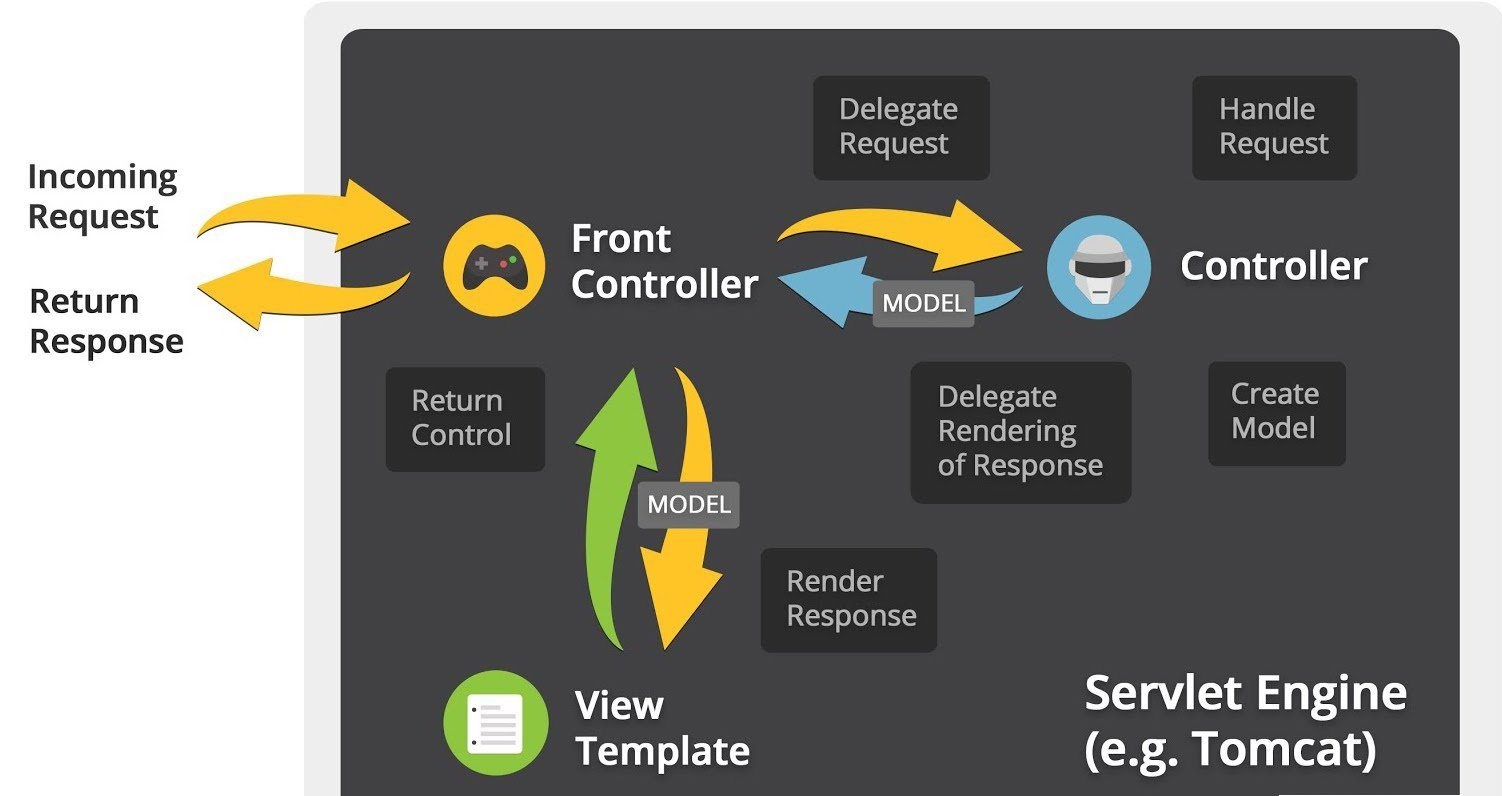 Incoming
Request
Return
Response
Delegate
Request
Handle
Request
Front
Controller
Controller
MODEL
Return
Control
MODEL
Delegate
Rendering
of Response
Create
Model
Render
Response
View
Template
Servlet Engine
(e.g. Tomcat)